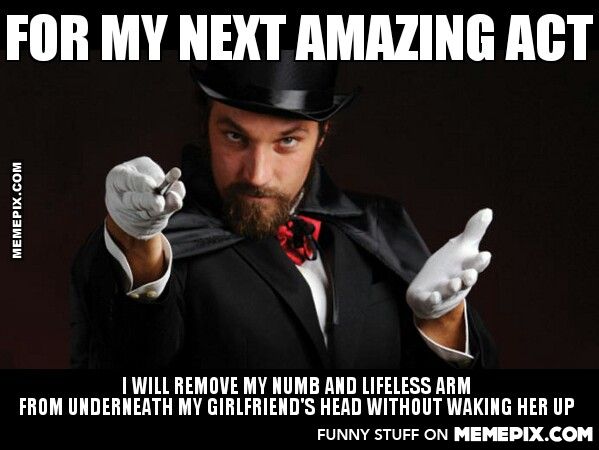 FOR MY NEXT AMAZING ACT
MEMEPIX.COM
I WILL REMOVE MY NUMB AND LIFELESS ARM
FROM UNDERNEATH MY GIRLFRIEND'S HEAD WITHOUT WAKING HER UP
FUNNY STUFF ON MEMEPIX.COM